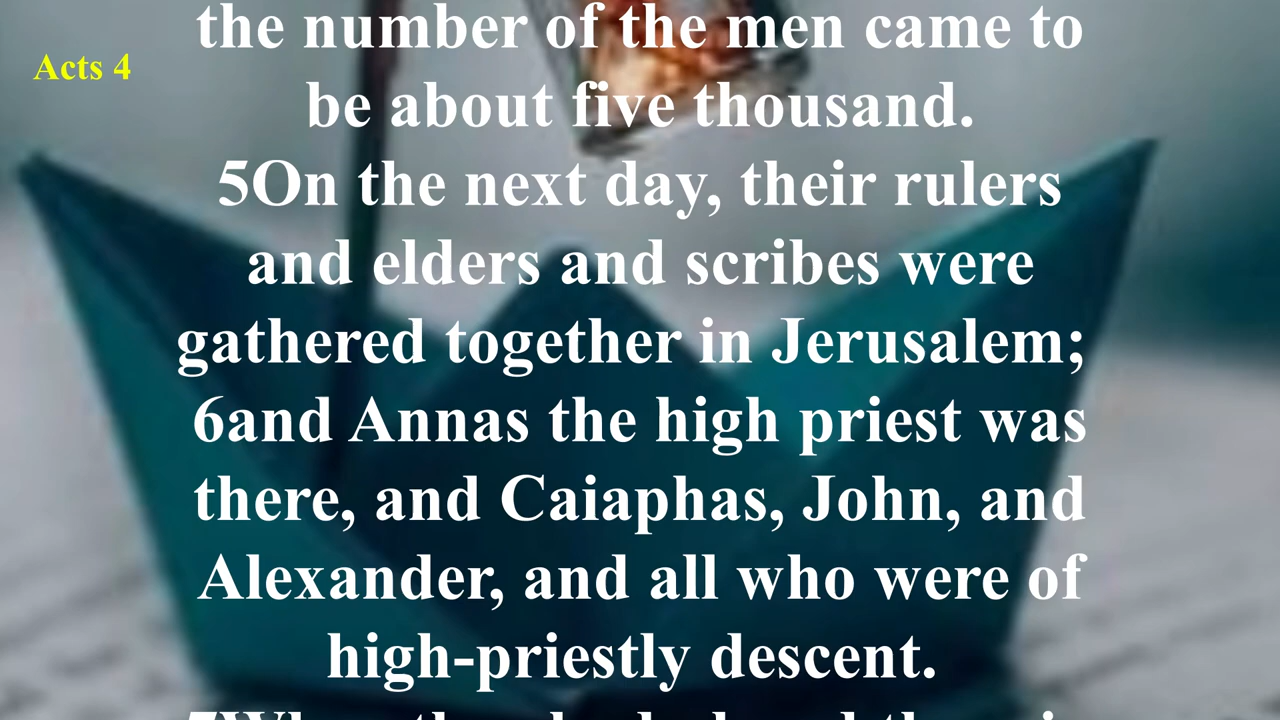 Acts 4
the number of the men came to
be about five thousand.
5On the next day, their rulers
and elders and scribes were
gathered together in Jerusalem;
6and Annas the high priest was
there, and Caiaphas, John, and
Alexander, and all who were of
high-priestly descent.